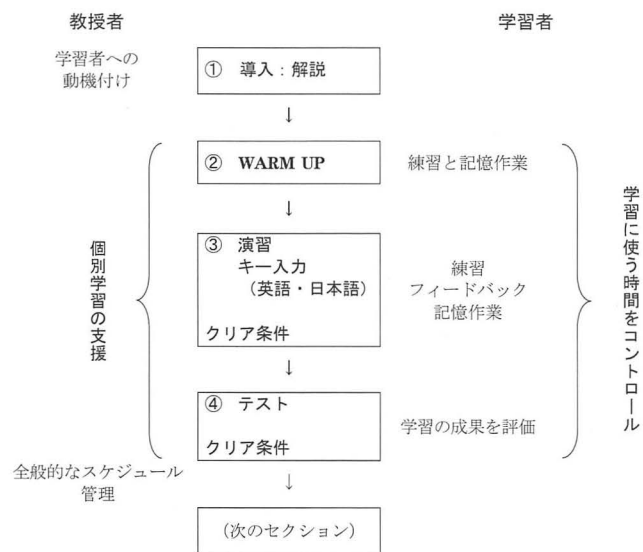 教授者
学習者
学習者への
動機付け
① 導入：解説
↓
② WARM UP
練習と記憶作業
↓
③ 演習
キー入力
（英語・日本語）
クリア条件
練習
フィードバック
記憶作業
個別学習の支援
学習に使う時間をコントロール
↓
④ テスト
クリア条件
学習の成果を評価
全般的なスケジュール
管理
↓
（次のセクション）